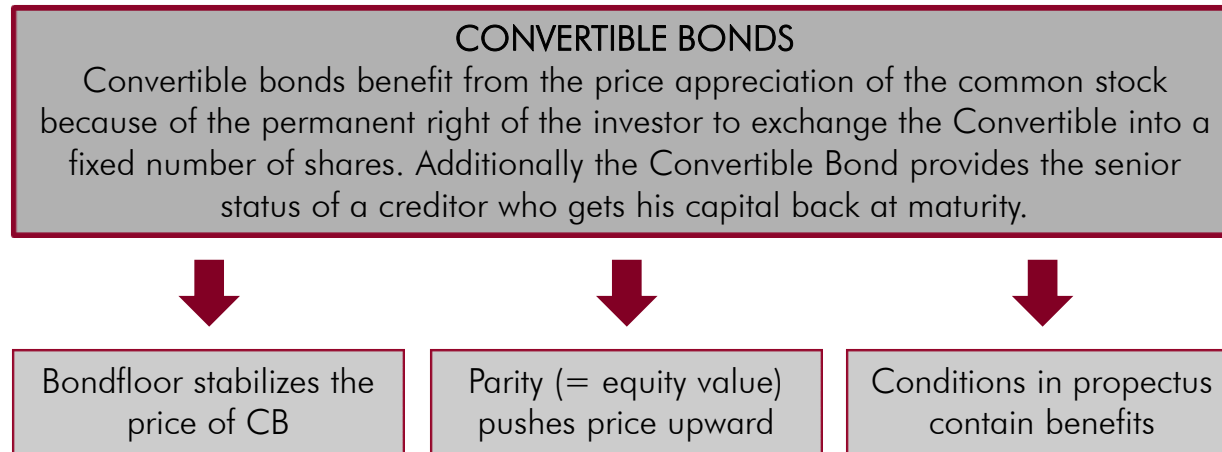 CONVERTIBLE BONDS
Convertible bonds benefit from the price appreciation of the common stock
because of the permanent right of the investor to exchange the Convertible into a
fixed number of shares. Additionally the Convertible Bond provides the senior
status of a creditor who gets his capital back at maturity.
Bondfloor stabilizes the
price of CB
Parity (= equity value)
pushes price upward
Conditions in propectus
contain benefits